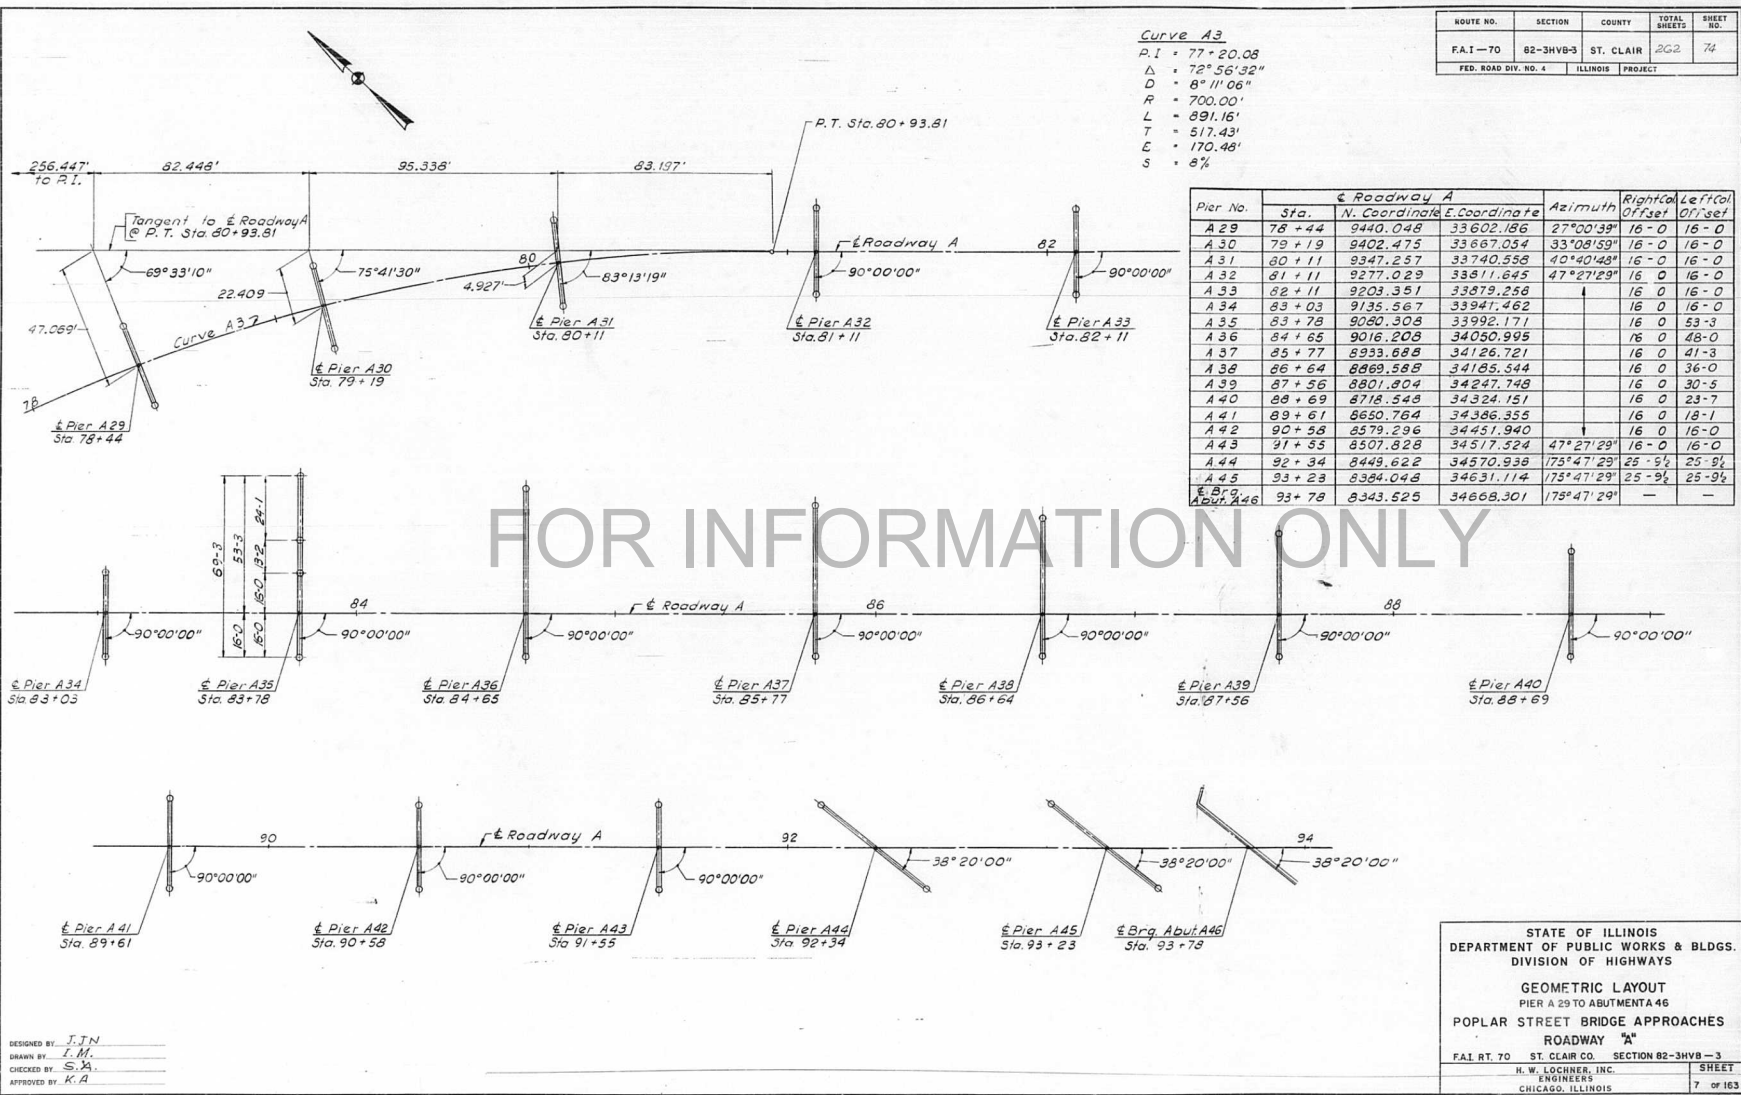 ROUTE NO. SECTION COUNTY TOTAL SHEETS SHEET NO.
F.A.I — 70 82-3HVB-3 ST. CLAIR 262 74
FED. ROAD DIV. NO. 4 ILLINOIS PROJECT
Curve A3
P.I = 77+20.08
Δ = 72°56'32"
D = 8°11'06"
R = 700.00'
L = 891.16'
T = 517.43'
E = 170.48'
S = 8%
P.T. Sta. 80+93.81
256.447' to P.I.
82.448'
95.338'
83.197'
Tangent to ℄ Roadway A
@ P.T. Sta. 80+93.81
69°33'10"
75°41'30"
83°13'19"
47.069'
22.409
4.927'
Curve A3
78
80
℄ Roadway A
82
90°00'00"
90°00'00"
℄ Pier A29
Sta. 78+44
℄ Pier A30
Sta. 79+19
℄ Pier A31
Sta. 80+11
℄ Pier A32
Sta. 81+11
℄ Pier A33
Sta. 82+11
Pier No. ℄ Roadway A Azimuth Right Col. Offset Left Col. Offset
Sta. N. Coordinate E. Coordinate
A 29 78 + 44 9440.048 33602.186 27°00'39" 16 - 0 16 - 0
A 30 79 + 19 9402.475 33667.054 33°08'59" 16 - 0 16 - 0
A 31 80 + 11 9347.257 33740.558 40°40'48" 16 - 0 16 - 0
A 32 81 + 11 9277.029 33811.645 47°27'29" 16 0 16 - 0
A 33 82 + 11 9203.351 33879.258 16 0 16 - 0
A 34 83 + 03 9135.567 33941.462 16 0 16 - 0
A 35 83 + 78 9080.308 33992.171 16 0 53-3
A 36 84 + 65 9016.208 34050.995 16 0 48-0
A 37 85 + 77 8933.688 34126.721 16 0 41-3
A 38 86 + 64 8869.588 34185.544 16 0 36-0
A 39 87 + 56 8801.804 34247.748 16 0 30-5
A 40 88 + 69 8718.548 34324.151 16 0 23-7
A 41 89 + 61 8650.764 34386.355 16 0 18-1
A 42 90 + 58 8579.296 34451.940 16 0 16-0
A 43 91 + 55 8507.828 34517.524 47°27'29" 16 - 0 16-0
A 44 92 + 34 8449.622 34570.938 175°47'29" 25 - 9½ 25-9½
A 45 93 + 23 8384.048 34631.114 175°47'29" 25 - 9½ 25-9½
℄ Brg. Abut. A46 93 + 78 8343.525 34668.301 175°47'29" — —
FOR INFORMATION ONLY
69-3
53-3
16-0
24-1
13-2
16-0
16-0
84
℄ Roadway A
86
88
90°00'00"
90°00'00"
90°00'00"
90°00'00"
90°00'00"
90°00'00"
90°00'00"
℄ Pier A34
Sta. 83+03
℄ Pier A35
Sta. 83+78
℄ Pier A36
Sta. 84+65
℄ Pier A37
Sta. 85+77
℄ Pier A38
Sta. 86+64
℄ Pier A39
Sta. 87+56
℄ Pier A40
Sta. 88+69
90
℄ Roadway A
92
94
90°00'00"
90°00'00"
90°00'00"
38°20'00"
38°20'00"
38°20'00"
℄ Pier A41
Sta. 89+61
℄ Pier A42
Sta. 90+58
℄ Pier A43
Sta 91+55
℄ Pier A44
Sta. 92+34
℄ Pier A45
Sta. 93+23
℄ Brg. Abut. A46
Sta. 93+78
DESIGNED BY J.JN
DRAWN BY I.M.
CHECKED BY S.A.
APPROVED BY K.A
STATE OF ILLINOIS
DEPARTMENT OF PUBLIC WORKS & BLDGS.
DIVISION OF HIGHWAYS
GEOMETRIC LAYOUT
PIER A 29 TO ABUTMENT A 46
POPLAR STREET BRIDGE APPROACHES
ROADWAY "A"
F.A.I. RT. 70 ST. CLAIR CO. SECTION 82-3HVB — 3
H. W. LOCHNER, INC.
ENGINEERS
CHICAGO, ILLINOIS
SHEET
7 OF 163